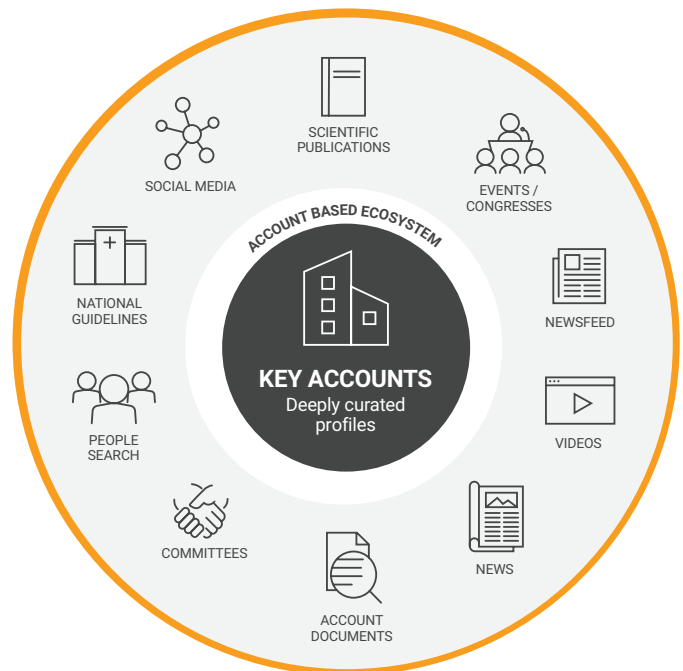 SCIENTIFIC
PUBLICATIONS
EVENTS /
CONGRESSES
NEWSFEED
VIDEOS
NEWS
ACCOUNT
DOCUMENTS
COMMITTEES
PEOPLE
SEARCH
NATIONAL
GUIDELINES
SOCIAL MEDIA
ACCOUNT BASED ECOSYSTEM
KEY ACCOUNTS
Deeply curated
profiles